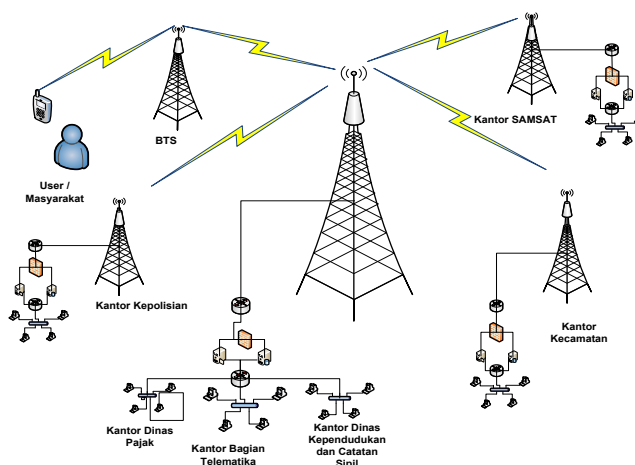 BTS
Kantor SAMSAT
User /
Masyarakat
Kantor Kepolisian
Kantor
Kecamatan
Kantor Dinas
Pajak
Kantor Bagian
Telematika
Kantor Dinas
Kependudukan
dan Catatan
Sipil